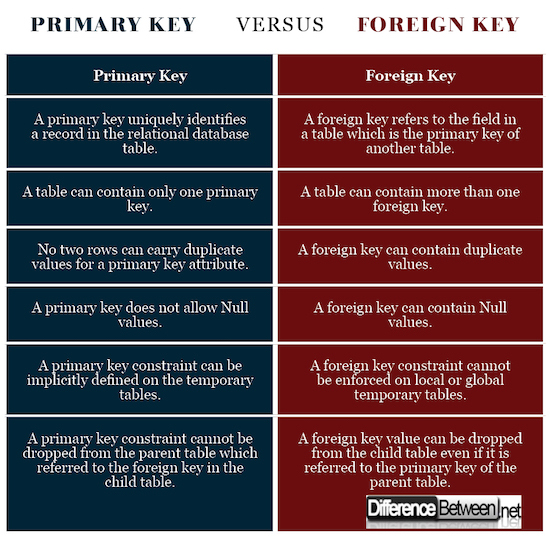 PRIMARY KEY VERSUS FOREIGN KEY
Primary Key
Foreign Key
A primary key uniquely identifies
a record in the relational database
table.
A foreign key refers to the field in
a table which is the primary key of
another table.
A table can contain only one primary
key.
A table can contain more than one
foreign key.
No two rows can carry duplicate
values for a primary key attribute.
A foreign key can contain duplicate
values.
A primary key does not allow Null
values.
A foreign key can contain Null
values.
A primary key constraint can be
implicitly defined on the temporary
tables.
A foreign key constraint cannot
be enforced on local or global
temporary tables.
A primary key constraint cannot be
dropped from the parent table which
referred to the foreign key in the
child table.
A foreign key value can be dropped
from the child table even if it is
referred to the primary key of the
parent table.
DifferenceBetween.net